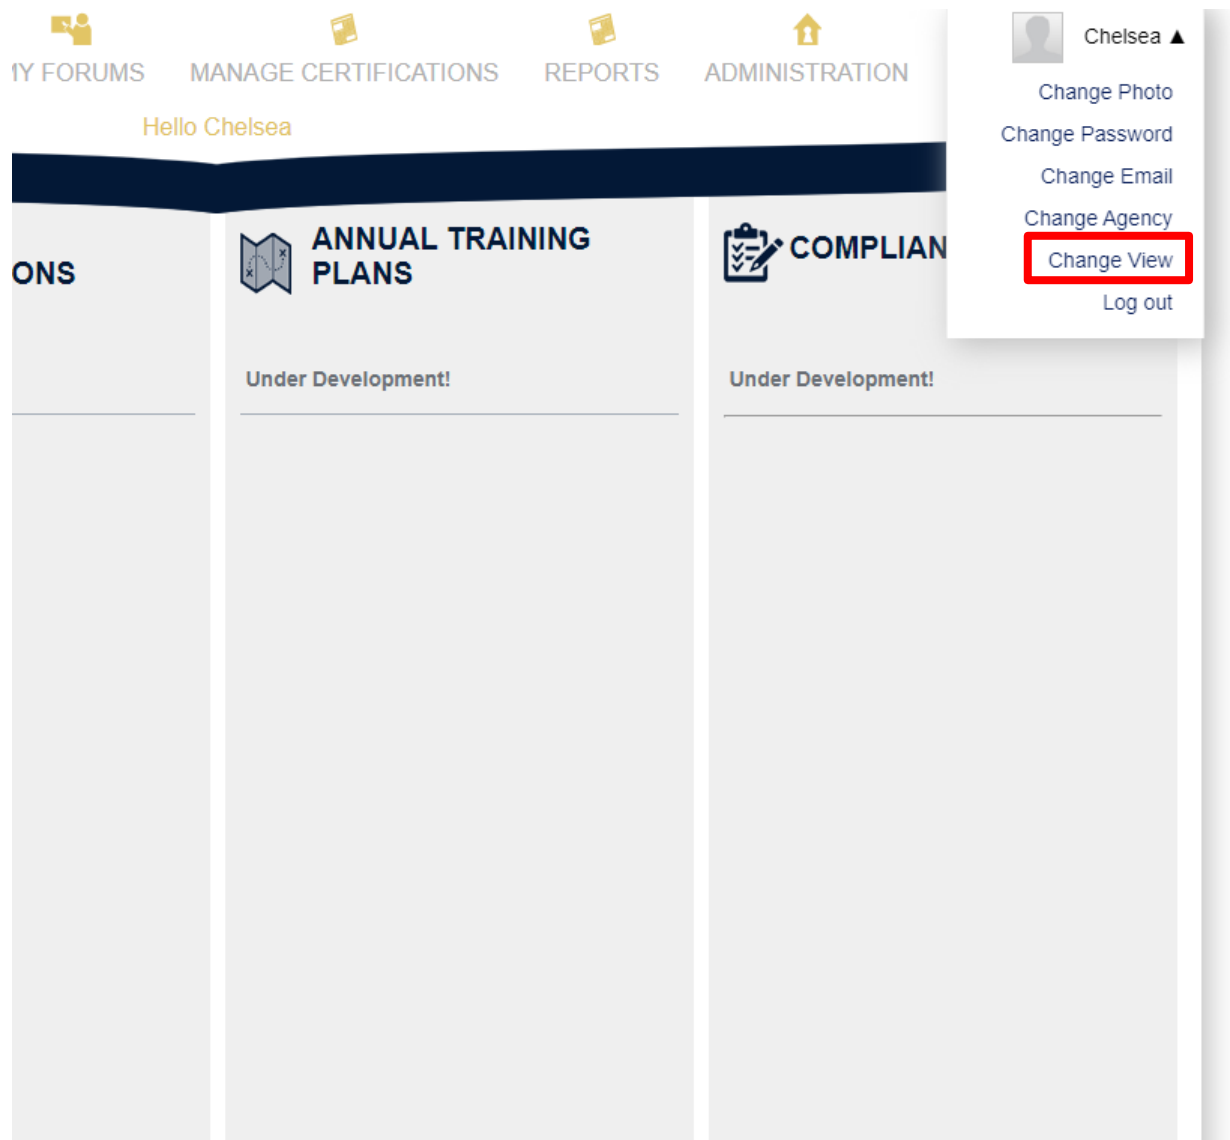 MY FORUMS MANAGE CERTIFICATIONS REPORTS ADMINISTRATION
Chelsea ▲
Change Photo
Change Password
Change Email
Change Agency
Change View
Log out
Hello Chelsea
ONS
ANNUAL TRAINING
PLANS
COMPLIAN
Under Development!
Under Development!